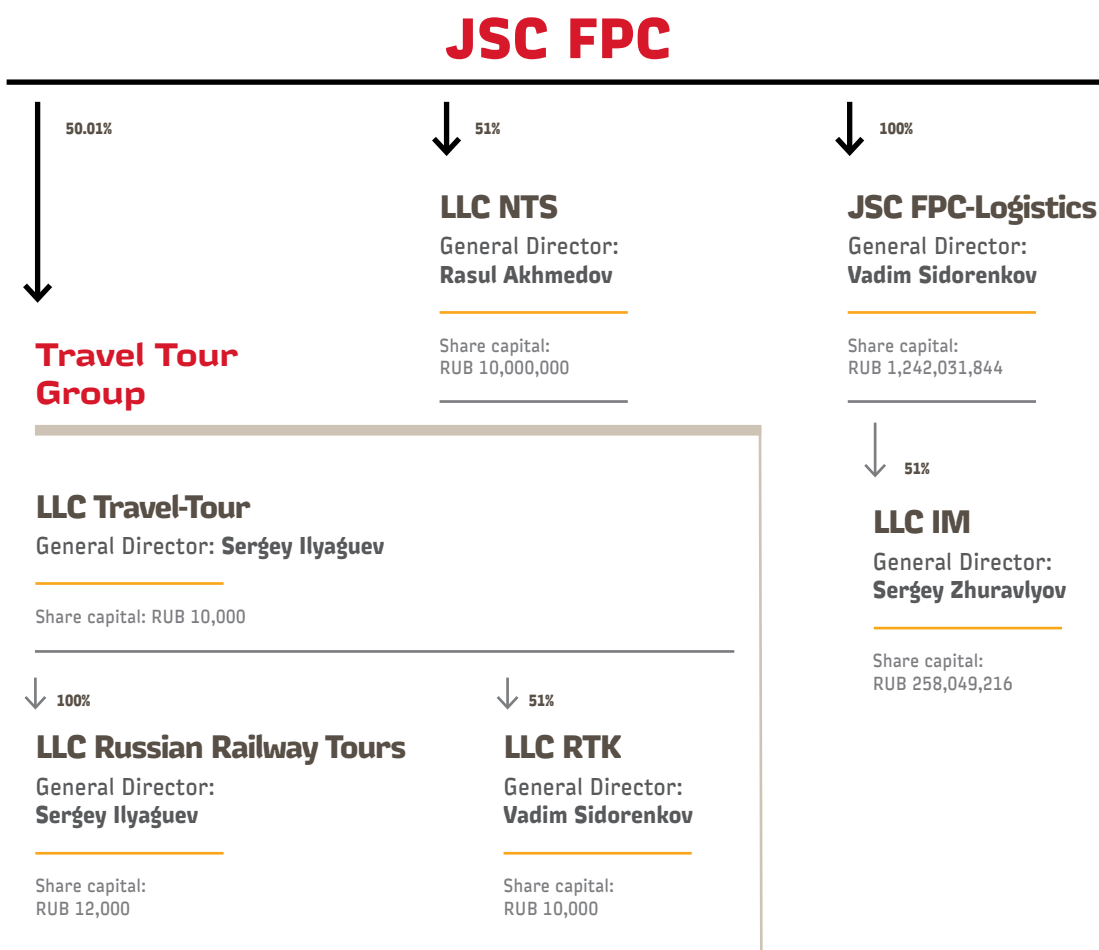 JSC FPC
50.01%
51%
100%
LLC NTS
General Director:
Rasul Akhmedov
Share capital:
RUB 10,000,000
JSC FPC-Logistics
General Director:
Vadim Sidorenkov
Share capital:
RUB 1,242,031,844
51%
LLC IM
General Director:
Sergey Zhuravlyov
Share capital:
RUB 258,049,216
Travel Tour
Group
LLC Travel-Tour
General Director: Sergey Ilyaguev
Share capital: RUB 10,000
100%
LLC Russian Railway Tours
General Director:
Sergey Ilyaguev
Share capital:
RUB 12,000
51%
LLC RTK
General Director:
Vadim Sidorenkov
Share capital:
RUB 10,000